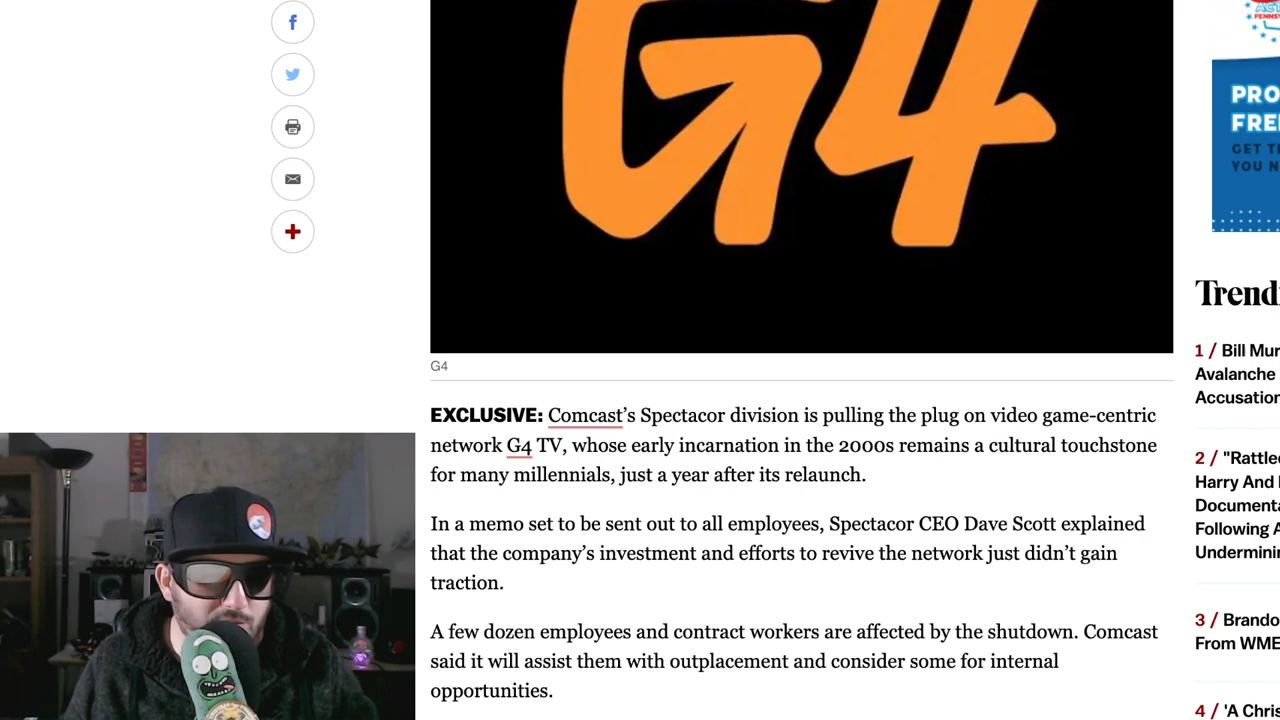 G4
G4
EXCLUSIVE: Comcast’s Spectacor division is pulling the plug on video game-centric
network G4 TV, whose early incarnation in the 2000s remains a cultural touchstone
for many millennials, just a year after its relaunch.
In a memo set to be sent out to all employees, Spectacor CEO Dave Scott explained
that the company’s investment and efforts to revive the network just didn’t gain
traction.
A few dozen employees and contract workers are affected by the shutdown. Comcast
said it will assist them with outplacement and consider some for internal
opportunities.
ACT
PENNSY
PRO
FREE
GET T
YOU N
Trendi
1 / Bill Mur
Avalanche
Accusation
2 / "Rattled
Harry And
Documenta
Following A
Undermini
3 / Brando
From WME
4 / 'A Chris